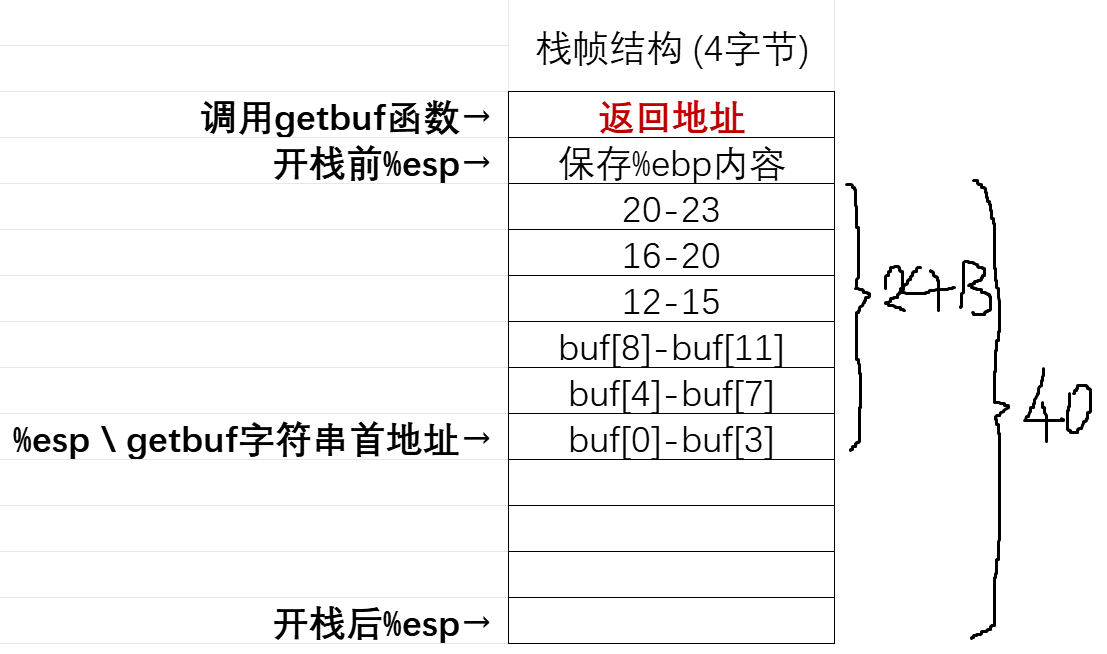 栈帧结构 (4字节)
调用getbuf函数→ 返回地址
开栈前%esp→ 保存%ebp内容
20-23
16-20
12-15
buf[8]-buf[11]
buf[4]-buf[7]
%esp \ getbuf字符串首地址→ buf[0]-buf[3]
开栈后%esp→
24B
40